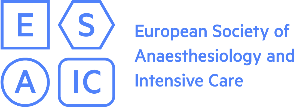 E S
A IC
European Society of
Anaesthesiology and
Intensive Care